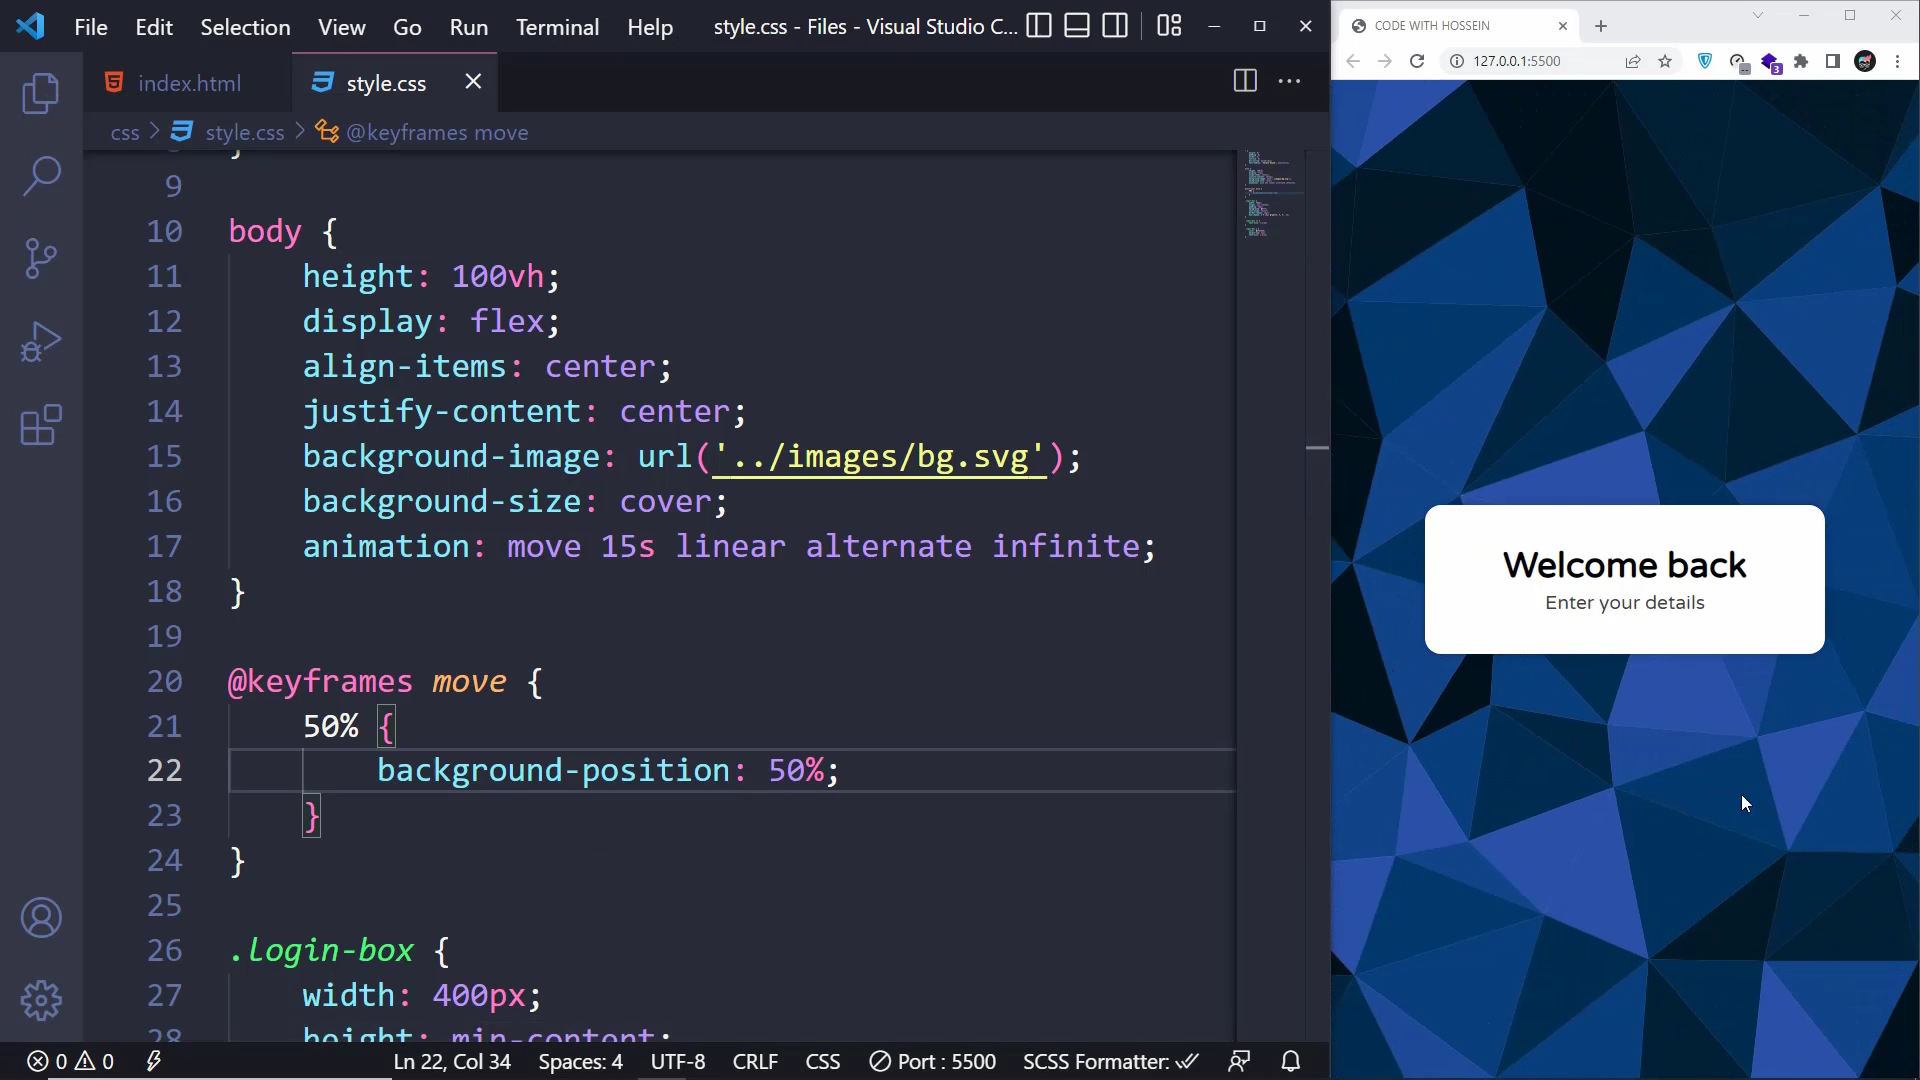 File Edit Selection View Go Run Terminal Help style.css - Files - Visual Studio C...
index.html style.css
css > style.css > @keyframes move
9
10 body {
11 height: 100vh;
12 display: flex;
13 align-items: center;
14 justify-content: center;
15 background-image: url('../images/bg.svg');
16 background-size: cover;
17 animation: move 15s linear alternate infinite;
18 }
19
20 @keyframes move {
21 50% {
22 background-position: 50%;
23 }
24 }
25
26 .login-box {
27 width: 400px;
28 height: min-content;
0 0 Ln 22, Col 34 Spaces: 4 UTF-8 CRLF CSS Port : 5500 SCSS Formatter:
CODE WITH HOSSEIN
127.0.0.1:5500
3
Welcome back
Enter your details